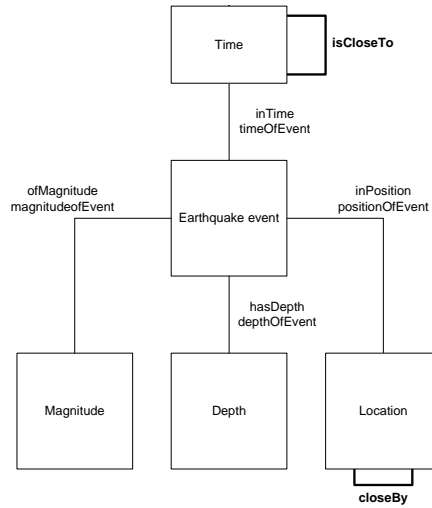 Time
isCloseTo
inTime
timeOfEvent
ofMagnitude
magnitudeofEvent
Earthquake event
inPosition
positionOfEvent
hasDepth
depthOfEvent
Magnitude
Depth
Location
closeBy